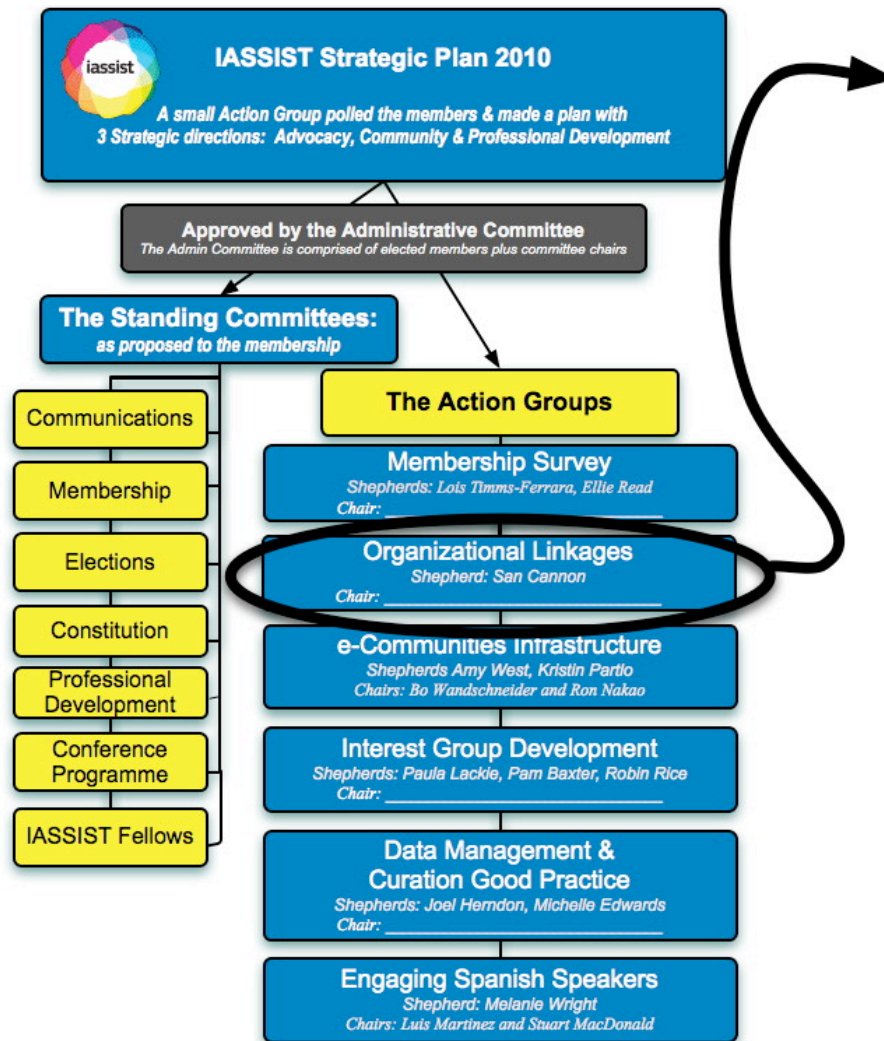 iassist
IASSIST Strategic Plan 2010
A small Action Group polled the members & made a plan with
3 Strategic directions: Advocacy, Community & Professional Development
Approved by the Administrative Committee
The Admin Committee is comprised of elected members plus committee chairs
The Standing Committees:
as proposed to the membership
Communications
Membership
Elections
Constitution
Professional
Development
Conference
Programme
IASSIST Fellows
The Action Groups
Membership Survey
Shepherds: Lois Timms-Ferrara, Ellie Read
Chair: ____________________
Organizational Linkages
Shepherd: San Cannon
Chair: ____________________
e-Communities Infrastructure
Shepherds Amy West, Kristin Partlo
Chairs: Bo Wandschneider and Ron Nakao
Interest Group Development
Shepherds: Paula Lackie, Pam Baxter, Robin Rice
Chair: ____________________
Data Management &
Curation Good Practice
Shepherds: Joel Herndon, Michelle Edwards
Chair: ____________________
Engaging Spanish Speakers
Shepherd: Melanie Wright
Chairs: Luis Martinez and Stuart MacDonald